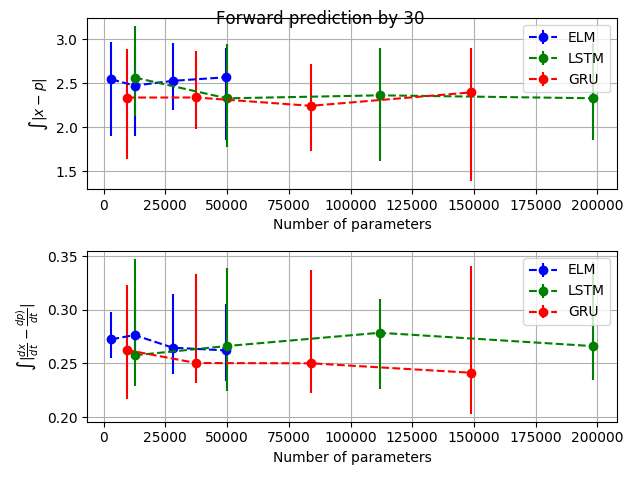 Forward prediction by 30
3.0
2.5
2.0
1.5
∫|x − p|
ELM
LSTM
GRU
0 25000 50000 75000 100000 125000 150000 175000 200000
Number of parameters
0.35
0.30
0.25
0.20
∫|dx/dt − dp)/dt|
ELM
LSTM
GRU
0 25000 50000 75000 100000 125000 150000 175000 200000
Number of parameters